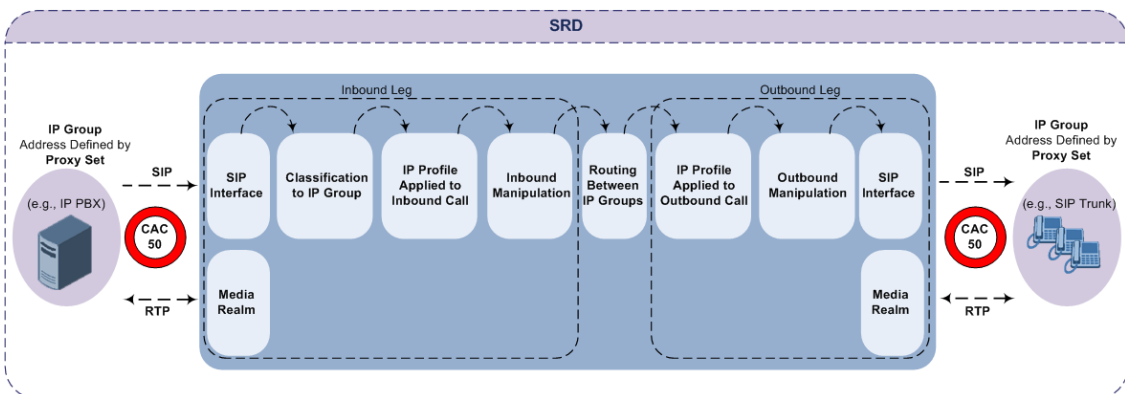 SRD
Inbound Leg
Outbound Leg
IP Group
Address Defined by
Proxy Set
(e.g., IP PBX)
SIP
CAC
50
RTP
SIP
Interface
Classification
to IP Group
IP Profile
Applied to
Inbound Call
Inbound
Manipulation
Routing
Between
IP Groups
IP Profile
Applied to
Outbound Call
Outbound
Manipulation
SIP
Interface
Media
Realm
Media
Realm
IP Group
Address Defined by
Proxy Set
(e.g., SIP Trunk)
SIP
CAC
50
RTP